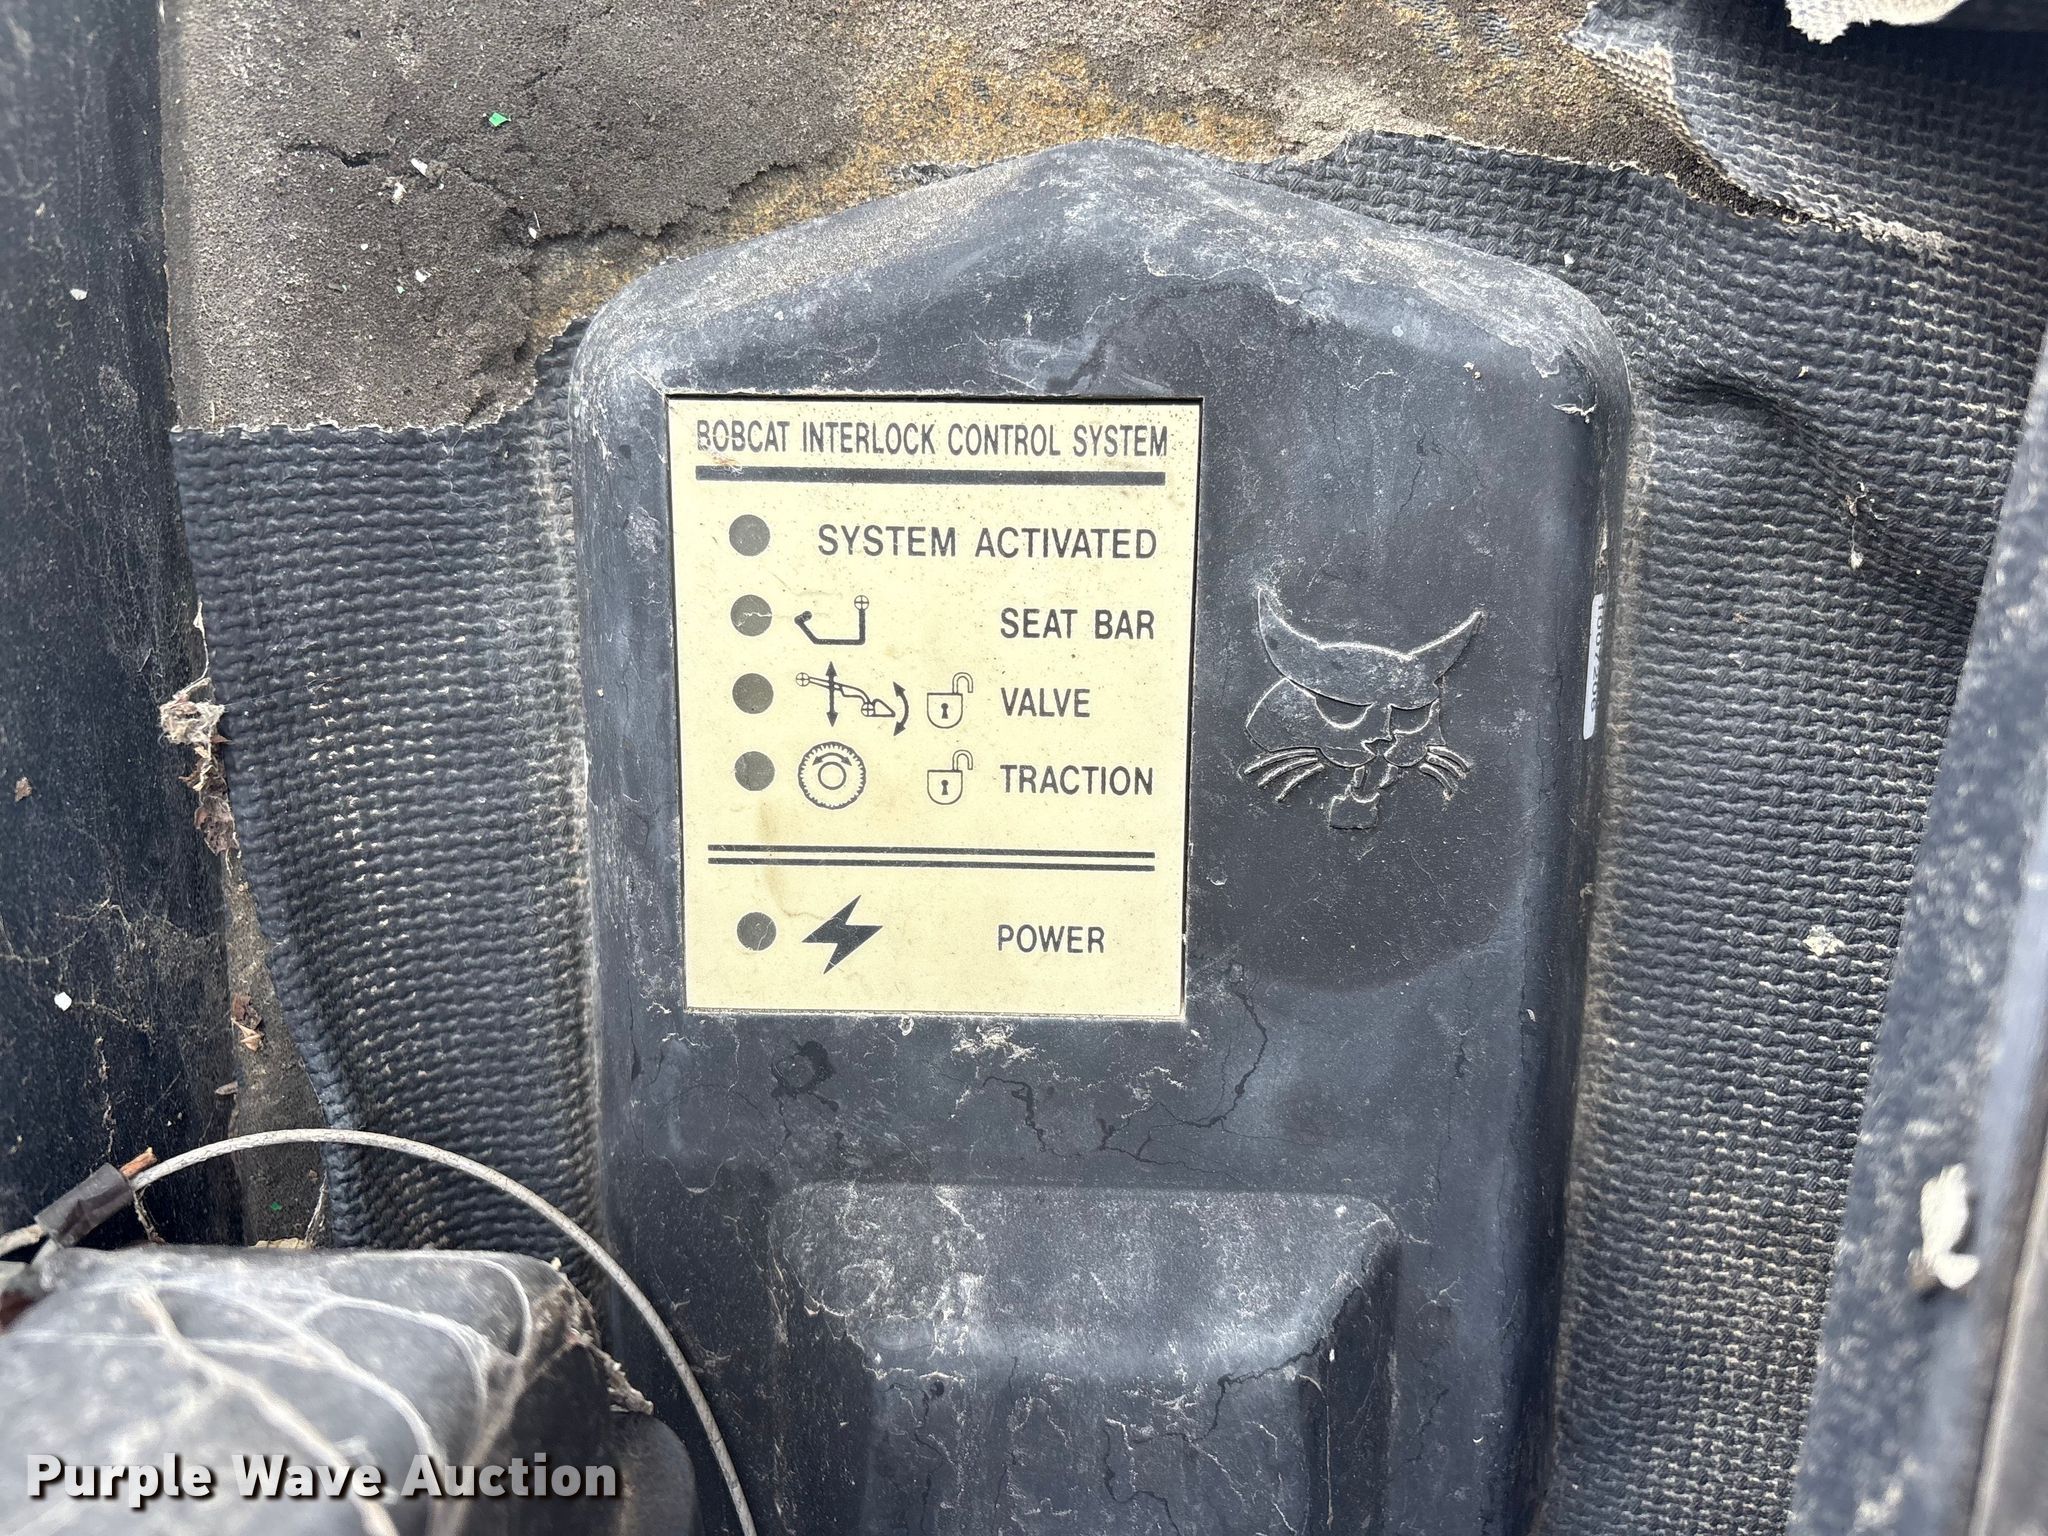 BOBCAT INTERLOCK CONTROL SYSTEM
SYSTEM ACTIVATED
SEAT BAR
VALVE
TRACTION
POWER
Purple Wave Auction